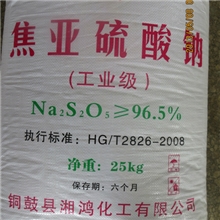 焦亚硫酸钠
(工业级)
Na₂S₂O₅≥96.5%
执行标准：HG/T2826-2008
净重：25kg
保存期：六个月
铜鼓县湘鸿化工有限公司